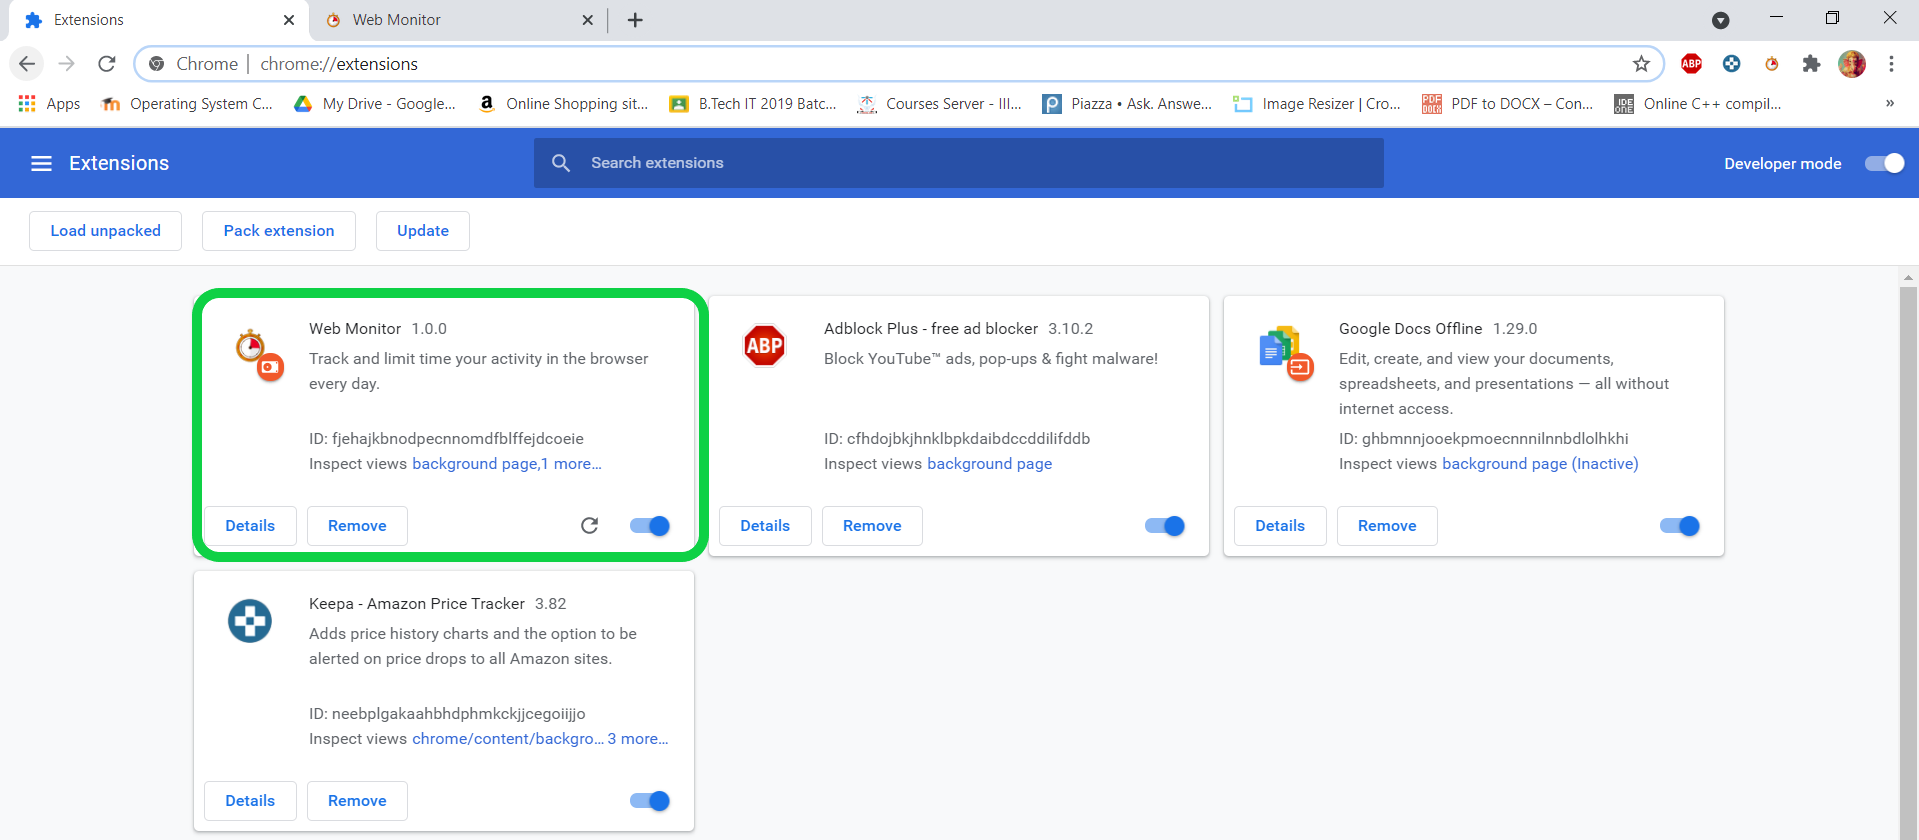 Extensions
Web Monitor
Chrome | chrome://extensions
ABP
Apps
Operating System C...
My Drive - Google...
Online Shopping sit...
B.Tech IT 2019 Batc...
Courses Server - III...
Piazza • Ask. Answe...
Image Resizer | Cro...
PDF to DOCX – Con...
Online C++ compil...
»
Extensions
Search extensions
Developer mode
Load unpacked
Pack extension
Update
Web Monitor 1.0.0
Track and limit time your activity in the browser
every day.
ID: fjehajkbnodpecnnomdfblffejdcoeie
Inspect views background page,1 more...
Details
Remove
ABP
Adblock Plus - free ad blocker 3.10.2
Block YouTube™ ads, pop-ups & fight malware!
ID: cfhdojbkjhnklbpkdaibdccddilifddb
Inspect views background page
Details
Remove
Google Docs Offline 1.29.0
Edit, create, and view your documents,
spreadsheets, and presentations — all without
internet access.
ID: ghbmnnjooekpmoecnnnilnnbdlolhkhi
Inspect views background page (Inactive)
Details
Remove
Keepa - Amazon Price Tracker 3.82
Adds price history charts and the option to be
alerted on price drops to all Amazon sites.
ID: neebplgakaahbhdphmkckjjcegoiijjo
Inspect views chrome/content/backgro... 3 more...
Details
Remove